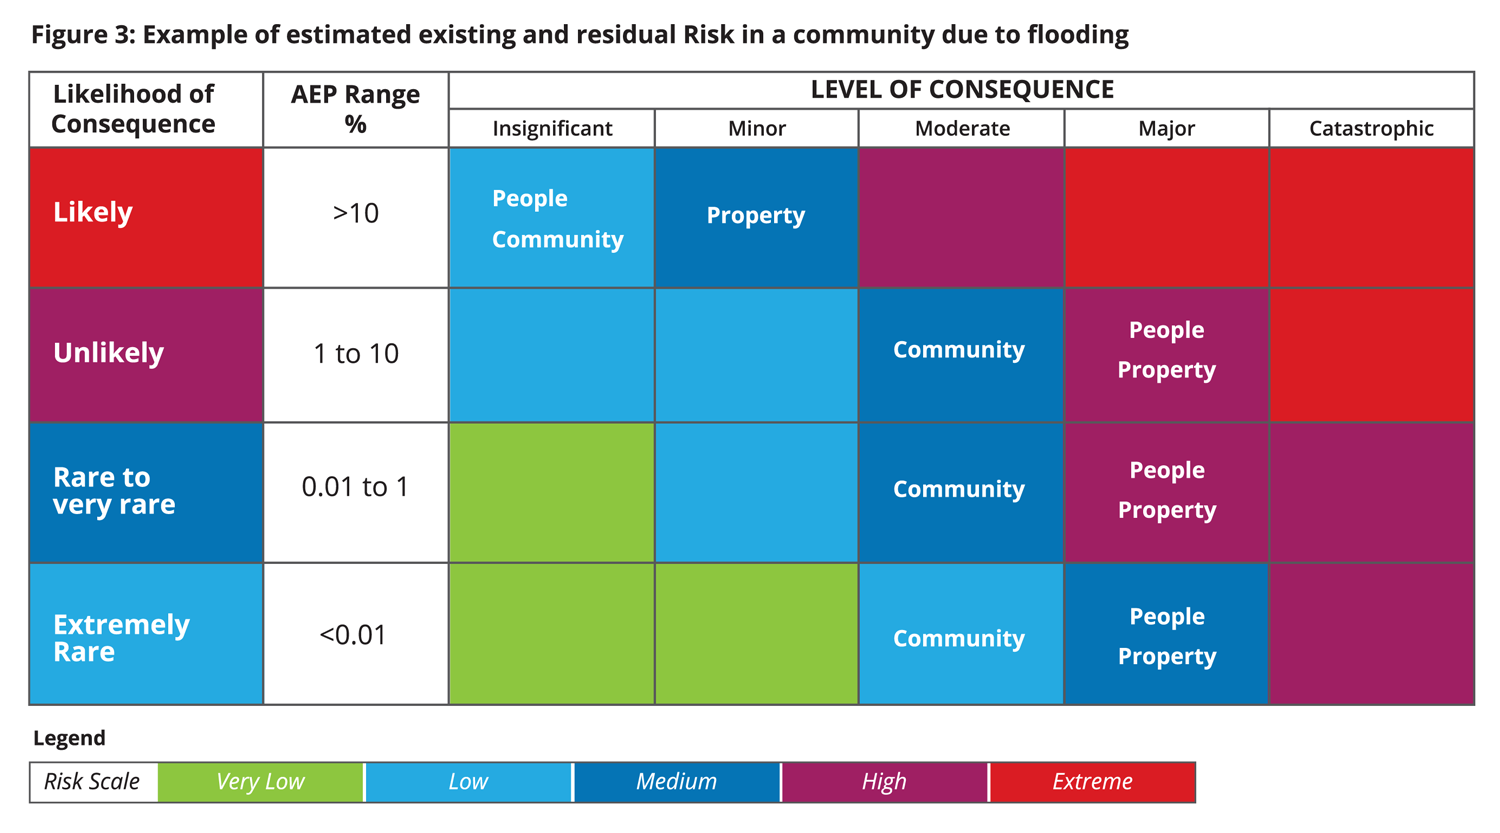 Figure 3: Example of estimated existing and residual Risk in a community due to flooding
Likelihood of
Consequence
AEP Range
%
LEVEL OF CONSEQUENCE
Insignificant
Minor
Moderate
Major
Catastrophic
Likely
>10
People
Community
Property
Unlikely
1 to 10
Community
People
Property
Rare to
very rare
0.01 to 1
Community
People
Property
Extremely
Rare
<0.01
Community
People
Property
Legend
Risk Scale
Very Low
Low
Medium
High
Extreme